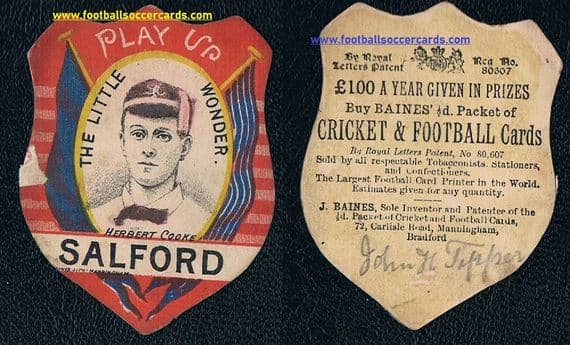 www.footballsoccercards.com
PLAY UP
THE LITTLE WONDER.
HERBERT COOKE
SALFORD
www.footballsoccercards.com
By Royal Letters Patent
Reg No. 80607
£100 A YEAR GIVEN IN PRIZES
Buy BAINES' ½d. Packet of
CRICKET & FOOTBALL Cards
By Royal Letters Patent, No 80,607
Sold by all respectable Tobacconists, Stationers,
and Confectioners.
The Largest Football Card Printer in the World.
Estimates given for any quantity.
J. BAINES, Sole Inventor and Patentee of the
½d. Packet of Cricket and Football Cards,
72, Carlisle Road, Manningham,
Bradford
John H Tipper